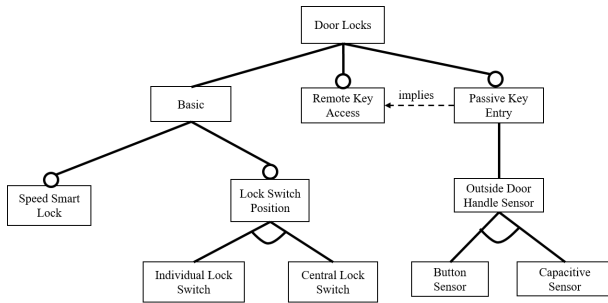 Door Locks
Basic
Remote Key
Access
implies
Passive Key
Entry
Speed Smart
Lock
Lock Switch
Position
Outside Door
Handle Sensor
Individual Lock
Switch
Central Lock
Switch
Button
Sensor
Capacitive
Sensor